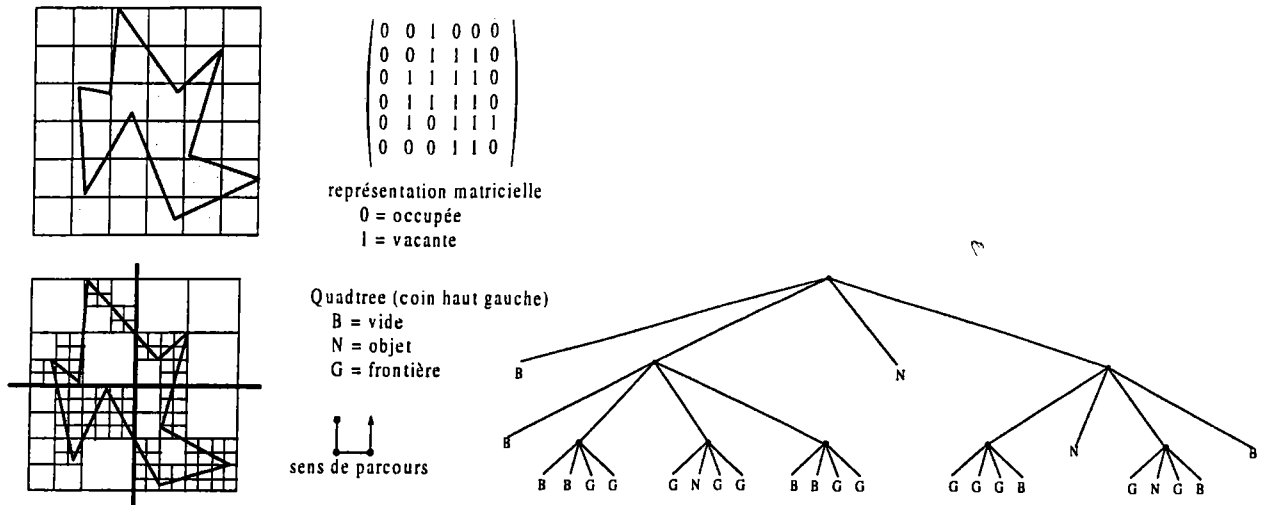 0 0 1 0 0 0
0 0 1 1 1 0
0 1 1 1 1 0
0 1 1 1 1 0
0 1 0 1 1 1
0 0 0 1 1 0
représentation matricielle
0 = occupée
1 = vacante
Quadtree (coin haut gauche)
B = vide
N = objet
G = frontière
sens de parcours
B N
B N B
B B G G G N G G B B G G G G G B G N G B